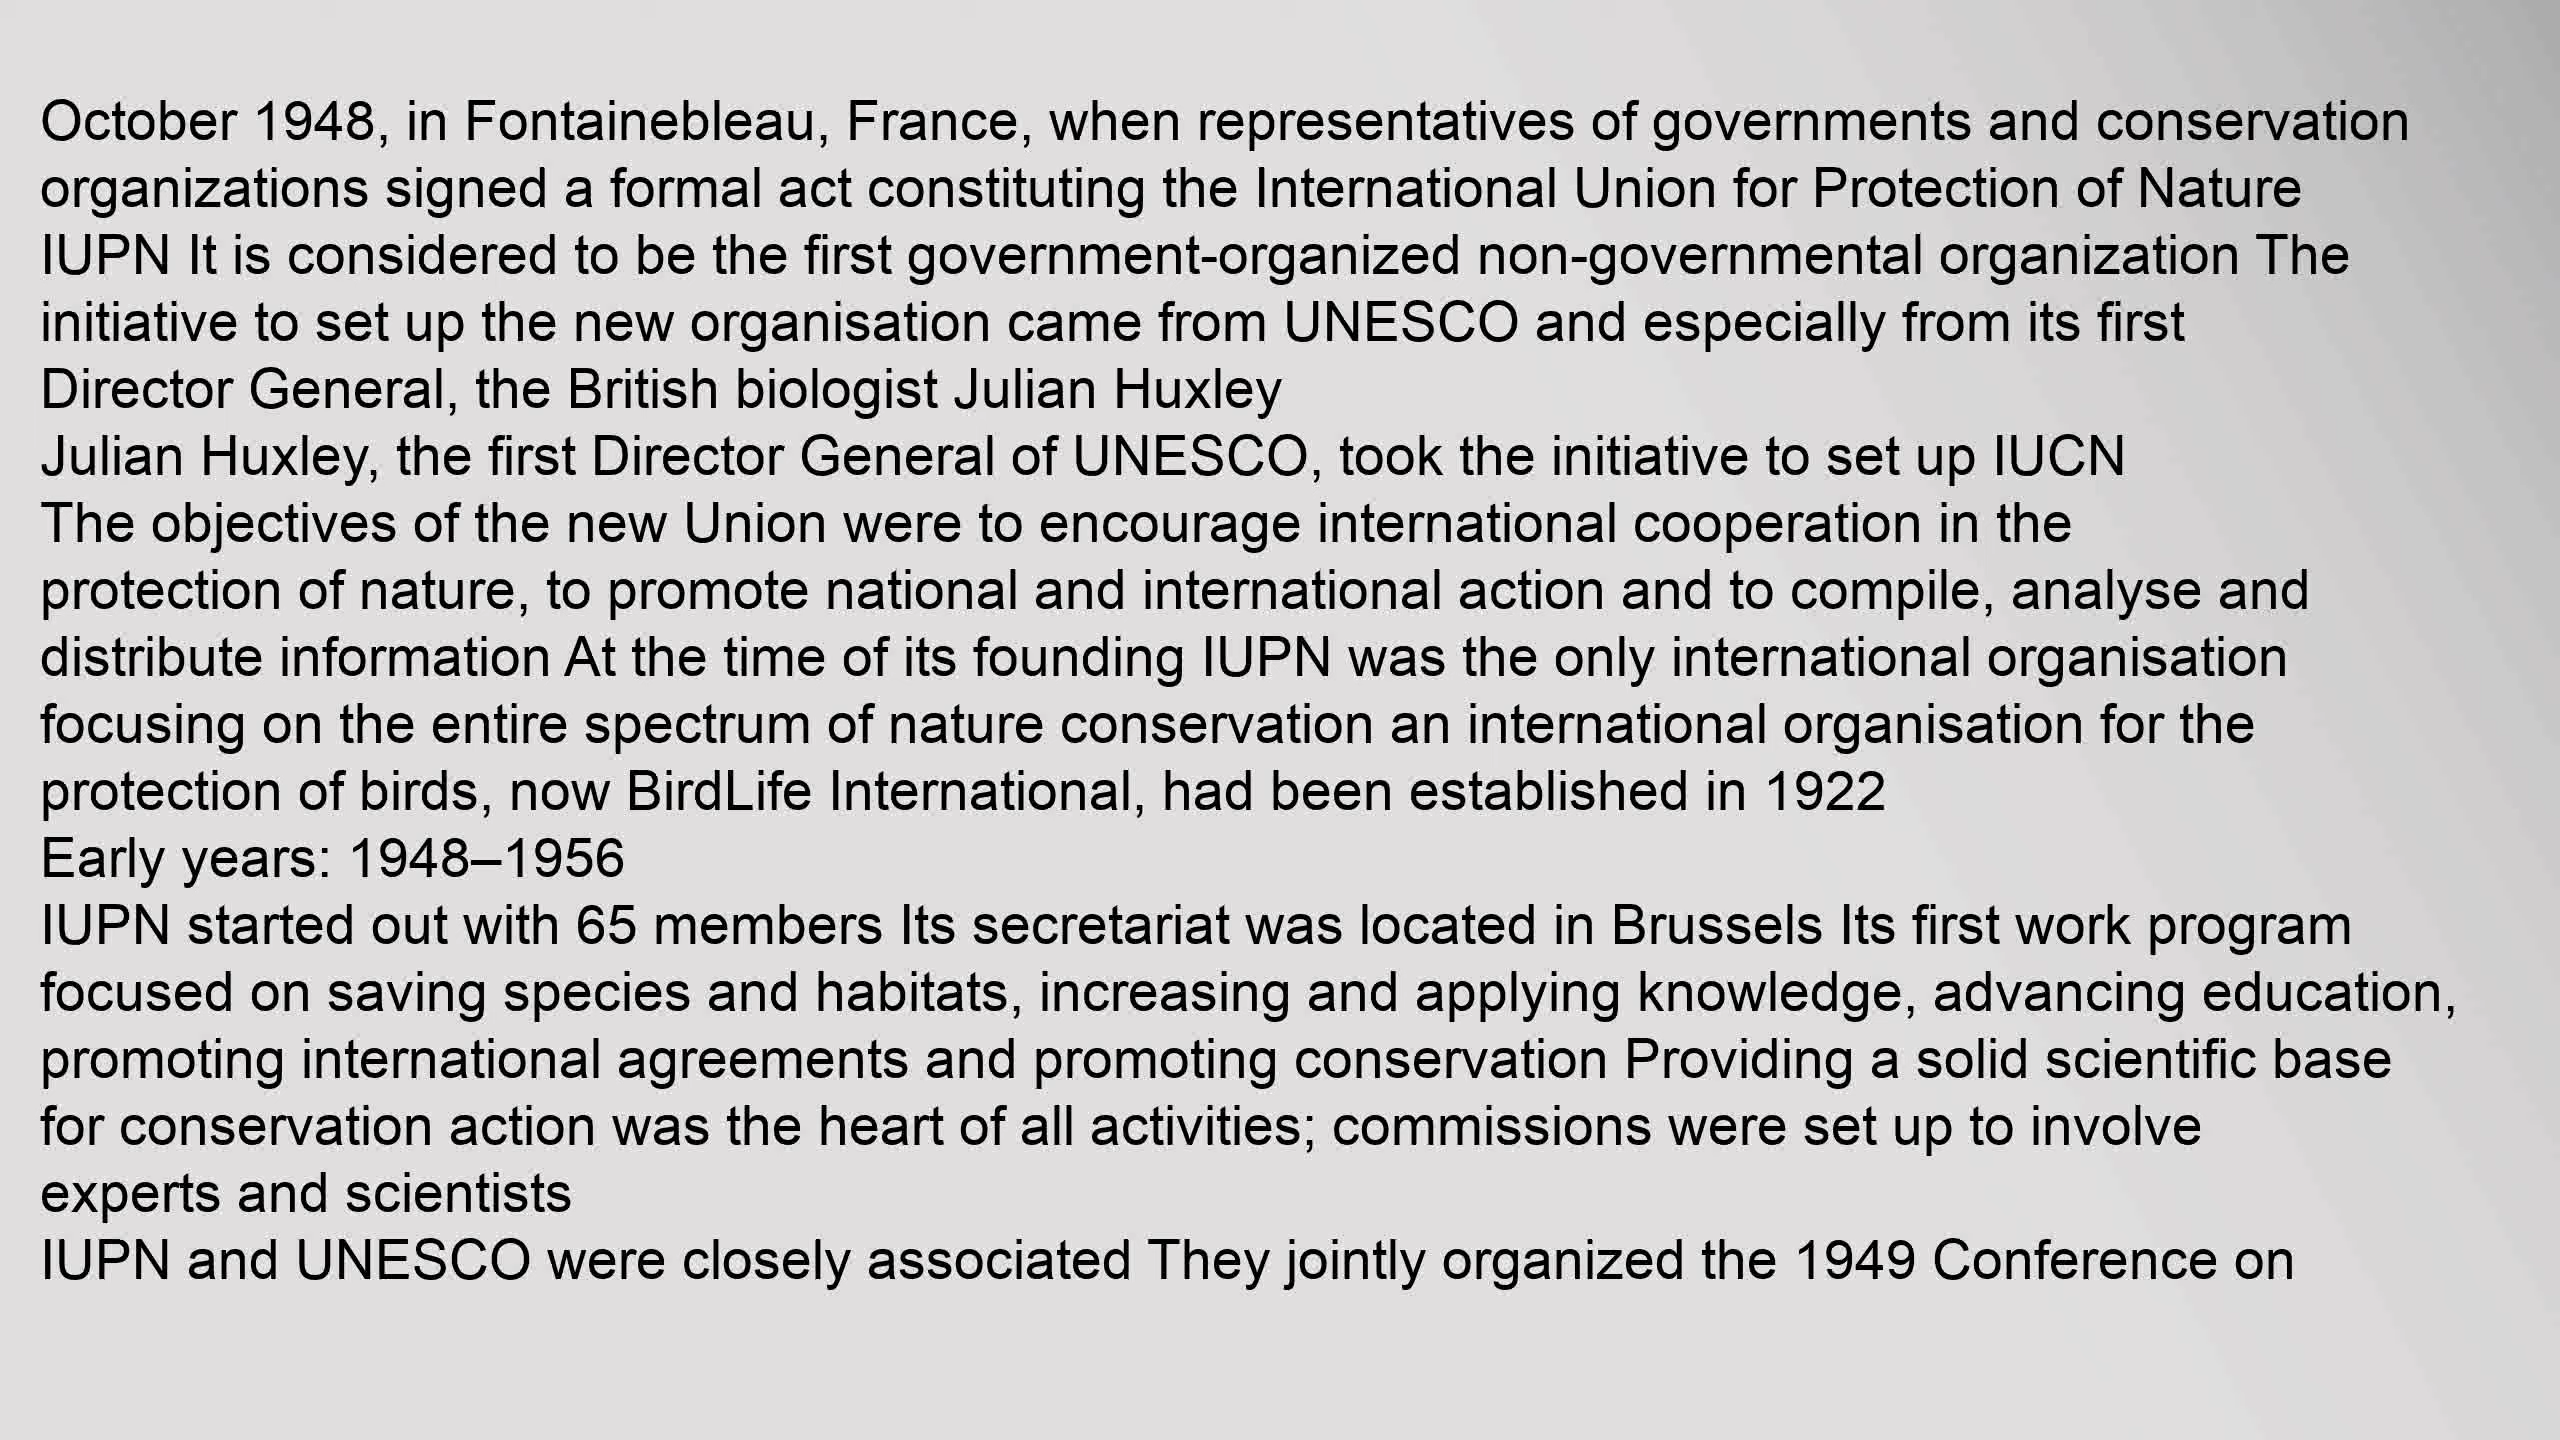 October 1948, in Fontainebleau, France, when representatives of governments and conservation
organizations signed a formal act constituting the International Union for Protection of Nature
IUPN It is considered to be the first government-organized non-governmental organization The
initiative to set up the new organisation came from UNESCO and especially from its first
Director General, the British biologist Julian Huxley
Julian Huxley, the first Director General of UNESCO, took the initiative to set up IUCN
The objectives of the new Union were to encourage international cooperation in the
protection of nature, to promote national and international action and to compile, analyse and
distribute information At the time of its founding IUPN was the only international organisation
focusing on the entire spectrum of nature conservation an international organisation for the
protection of birds, now BirdLife International, had been established in 1922
Early years: 1948–1956
IUPN started out with 65 members Its secretariat was located in Brussels Its first work program
focused on saving species and habitats, increasing and applying knowledge, advancing education,
promoting international agreements and promoting conservation Providing a solid scientific base
for conservation action was the heart of all activities; commissions were set up to involve
experts and scientists
IUPN and UNESCO were closely associated They jointly organized the 1949 Conference on